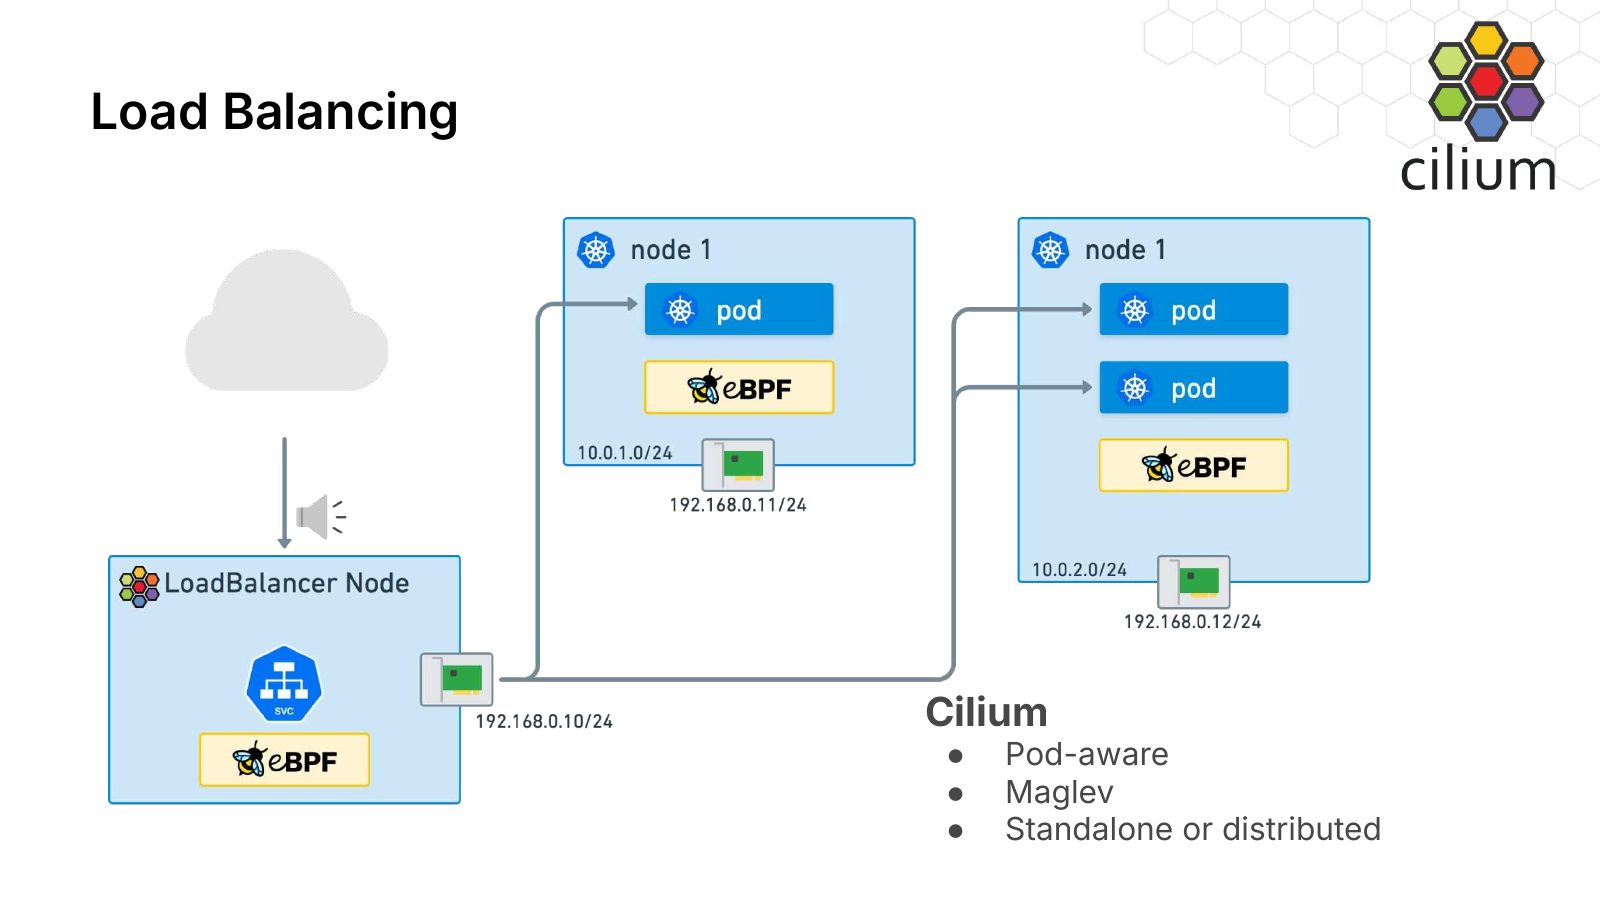 Load Balancing
cilium
node 1
pod
eBPF
10.0.1.0/24
192.168.0.11/24
node 1
pod
pod
eBPF
10.0.2.0/24
192.168.0.12/24
LoadBalancer Node
SVC
eBPF
192.168.0.10/24
Cilium
● Pod-aware
● Maglev
● Standalone or distributed